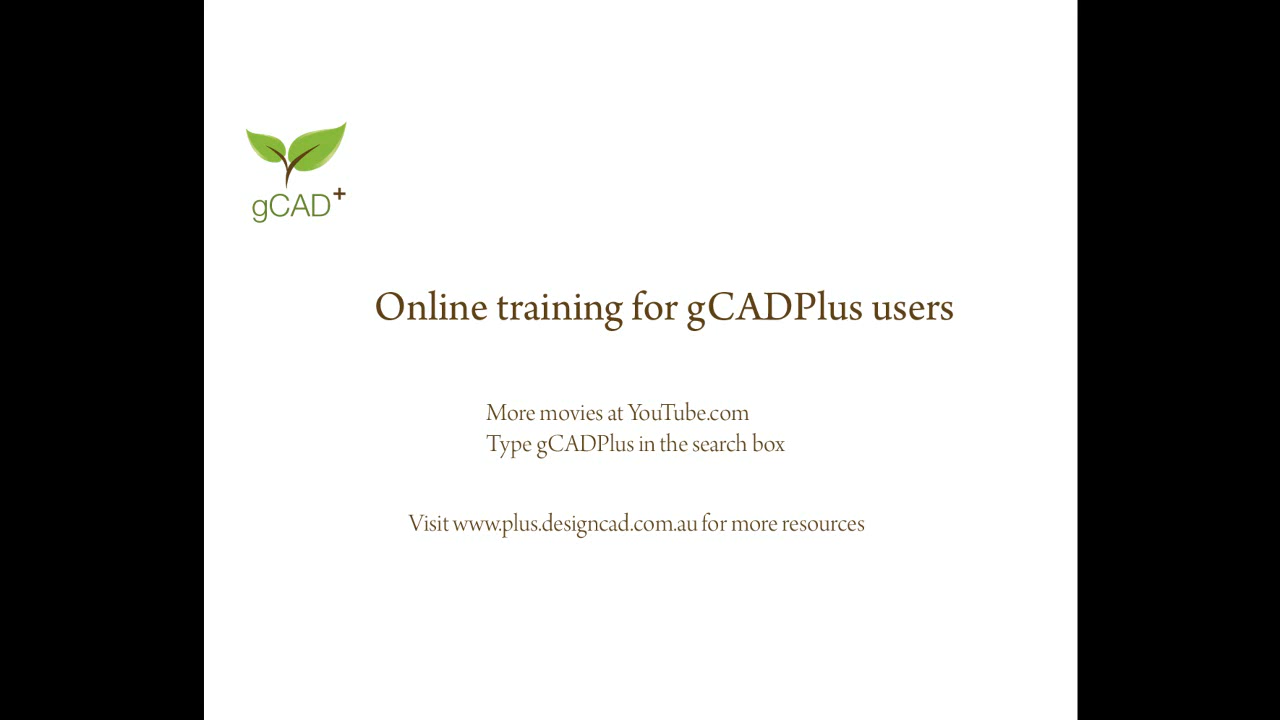 gCAD+
Online training for gCADPlus users
More movies at YouTube.com
Type gCADPlus in the search box
Visit www.plus.designcad.com.au for more resources